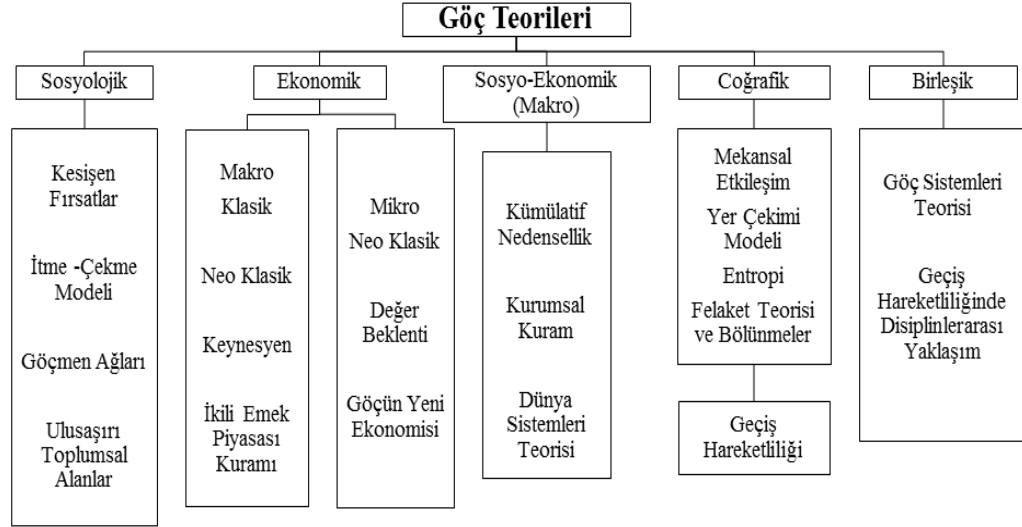 Göç Teorileri
Sosyolojik
Ekonomik
Sosyo-Ekonomik
(Makro)
Coğrafik
Birleşik
Kesişen
Fırsatlar
İtme -Çekme
Modeli
Göçmen Ağları
Ulusaşırı
Toplumsal
Alanlar
Makro
Klasik
Neo Klasik
Keynesyen
İkili Emek
Piyasası
Kuramı
Mikro
Neo Klasik
Değer
Beklenti
Göçün Yeni
Ekonomisi
Kümülatif
Nedensellik
Kurumsal
Kuram
Dünya
Sistemleri
Teorisi
Mekansal
Etkileşim
Yer Çekimi
Modeli
Entropi
Felaket Teorisi
ve Bölünmeler
Geçiş
Hareketliliği
Göç Sistemleri
Teorisi
Geçiş
Hareketliliğinde
Disiplinlerarası
Yaklaşım